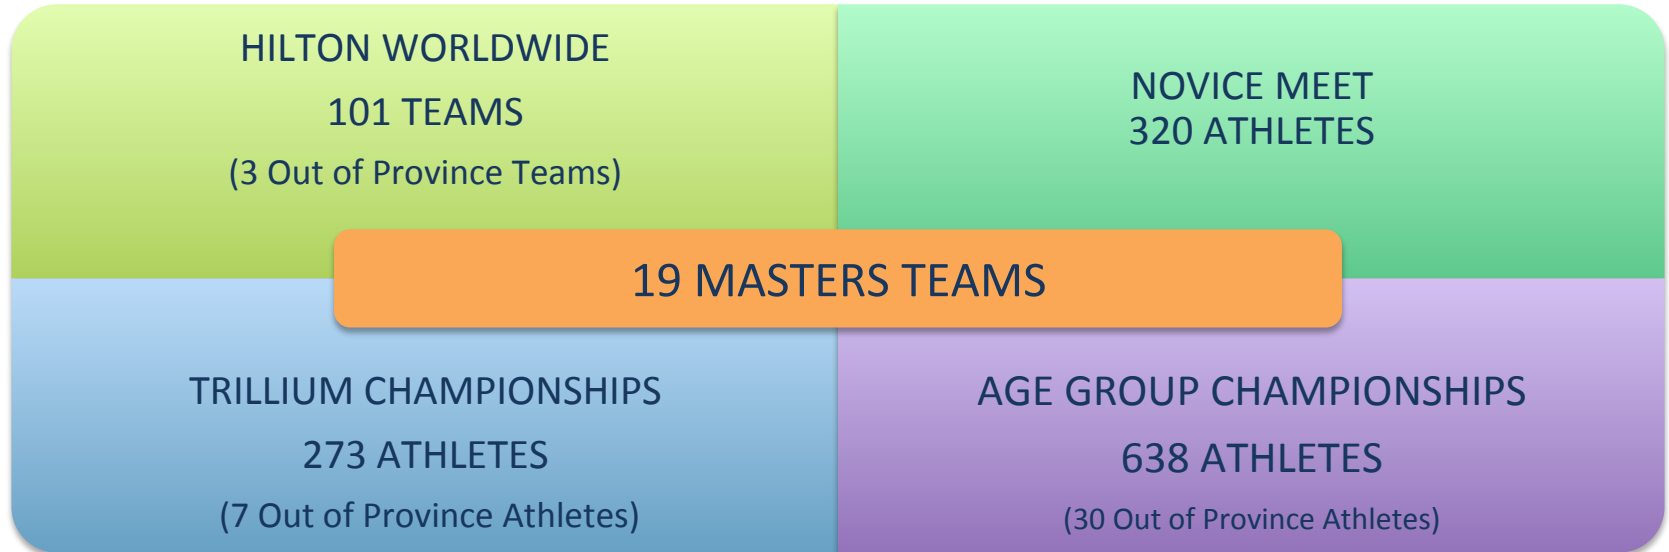 HILTON WORLDWIDE
101 TEAMS
(3 Out of Province Teams)
NOVICE MEET
320 ATHLETES
19 MASTERS TEAMS
TRILLIUM CHAMPIONSHIPS
273 ATHLETES
(7 Out of Province Athletes)
AGE GROUP CHAMPIONSHIPS
638 ATHLETES
(30 Out of Province Athletes)